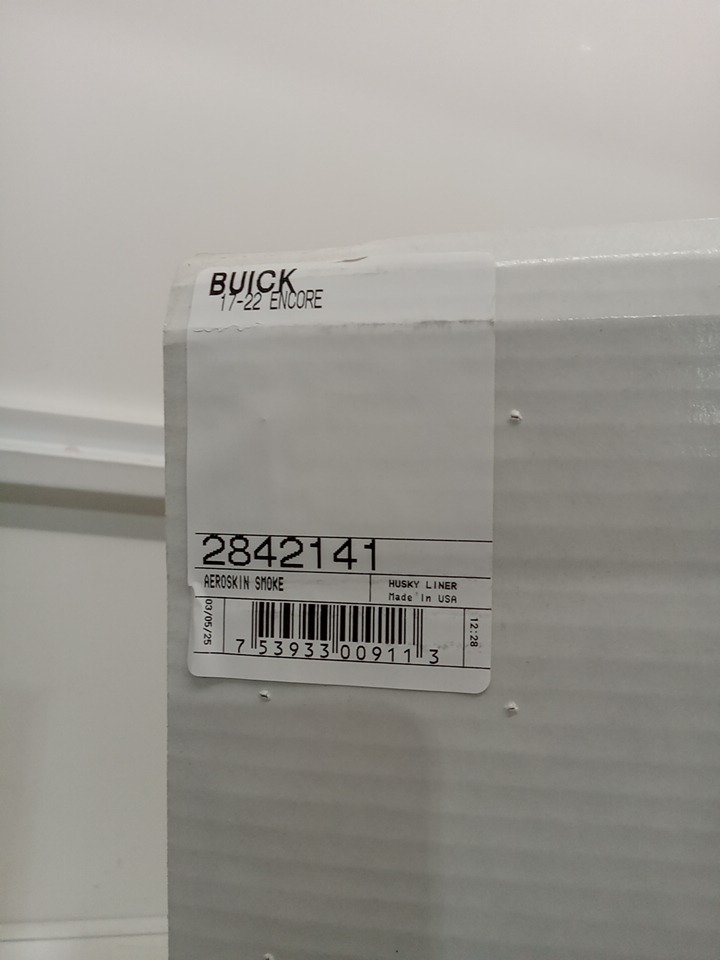 BUICK
17-22 ENCORE
2842141
AEROSKIN SMOKE
HUSKY LINER
Made In USA
03/05/25
7 53933 00911 3
12:28